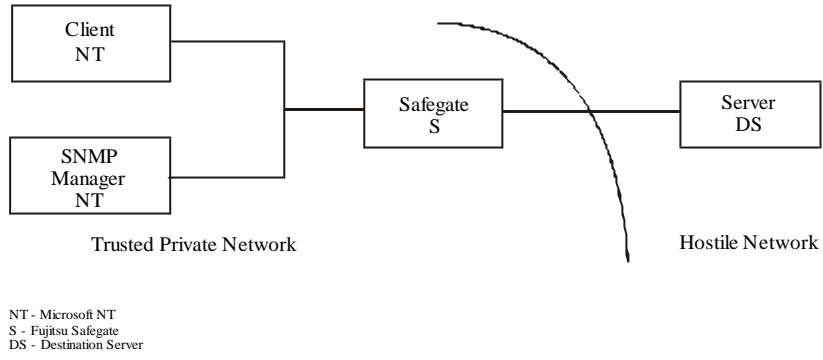 Client
NT
SNMP
Manager
NT
Safegate
S
Server
DS
Trusted Private Network
Hostile Network
NT - Microsoft NT
S - Fujitsu Safegate
DS - Destination Server